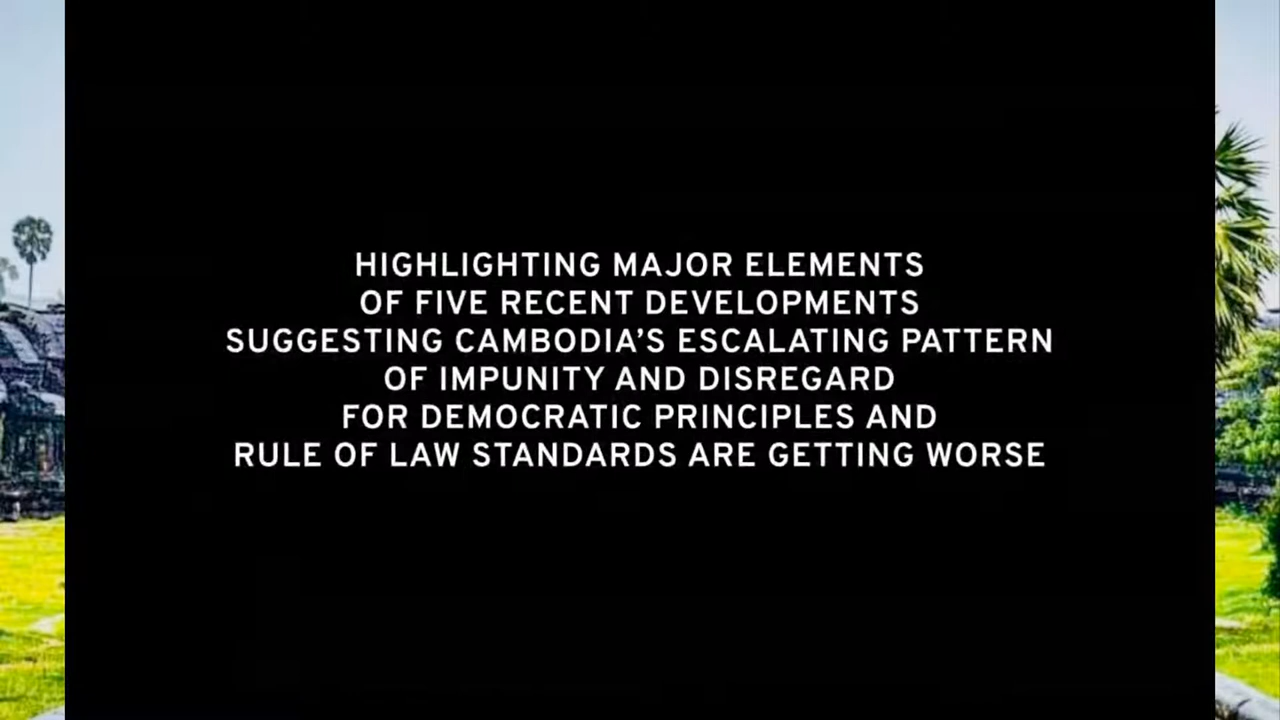 HIGHLIGHTING MAJOR ELEMENTS
OF FIVE RECENT DEVELOPMENTS
SUGGESTING CAMBODIA'S ESCALATING PATTERN
OF IMPUNITY AND DISREGARD
FOR DEMOCRATIC PRINCIPLES AND
RULE OF LAW STANDARDS ARE GETTING WORSE